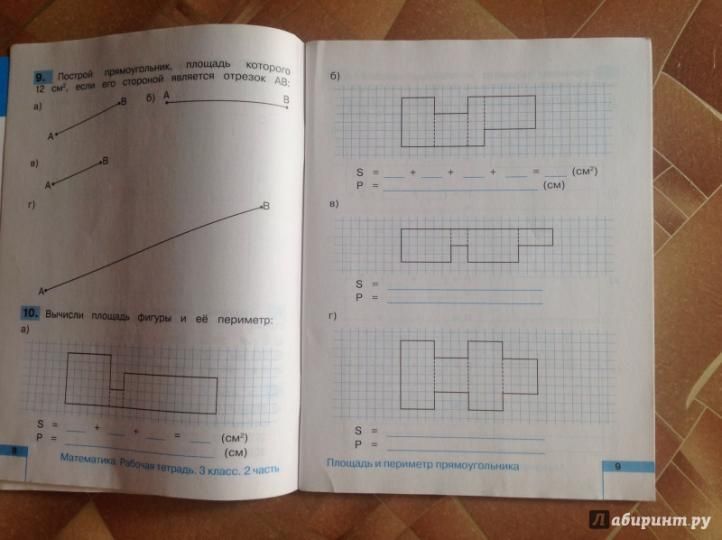 9. Построй прямоугольник, площадь которого
12 см², если его стороной является отрезок АВ:
а)
А
В
б)
А
В
в)
А
В
г)
А
В
10. Вычисли площадь фигуры и её периметр:
а)
S = ___ + ___ + ___ = ___ (см²)
P = ___ (см)
8
Математика. Рабочая тетрадь. 3 класс. 2 часть
б)
S = ___ + ___ + ___ + ___ = ___ (см²)
P = ___ (см)
в)
S = ___
P = ___
г)
S = ___
P = ___
Площадь и периметр прямоугольника
9
Лабиринт.ру